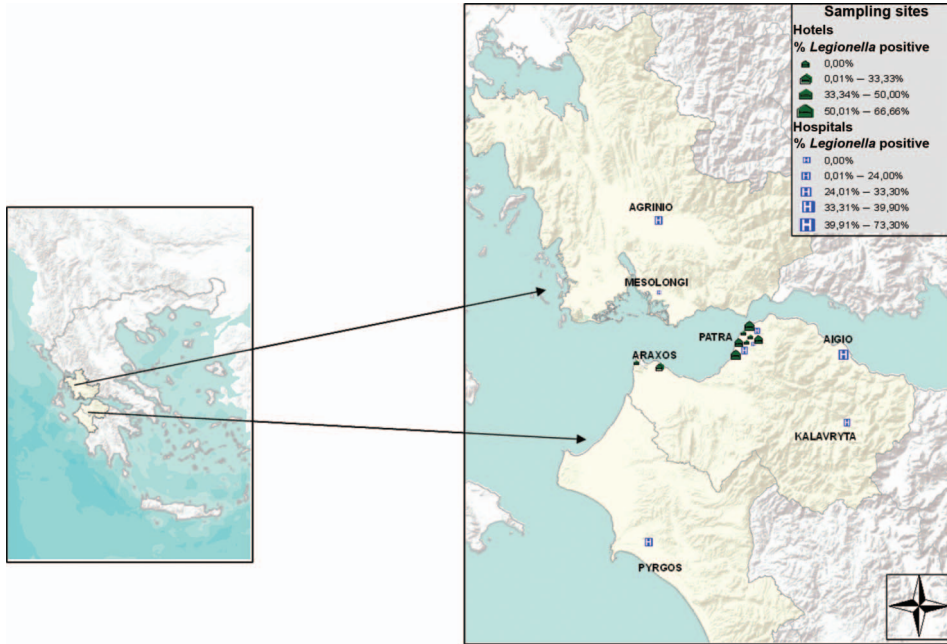 Sampling sites
Hotels
% Legionella positive
0,00%
0,01% – 33,33%
33,34% – 50,00%
50,01% – 66,66%
Hospitals
% Legionella positive
H 0,00%
H 0,01% – 24,00%
H 24,01% – 33,30%
H 33,31% – 39,90%
H 39,91% – 73,30%
AGRINIO
H
MESOLONGI
PATRA
H
AIGIO
H
H
ARAXOS
H
KALAVRYTA
H
PYRGOS